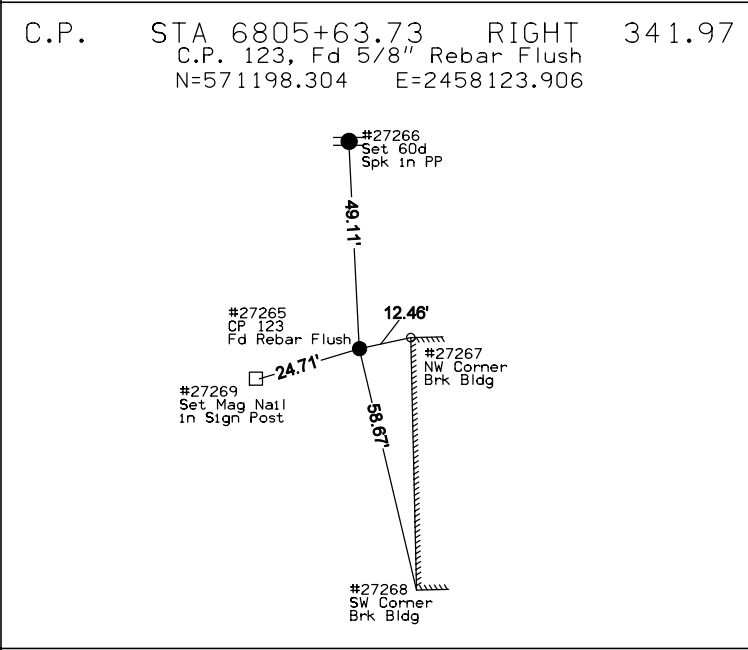 C.P. STA 6805+63.73 RIGHT 341.97
C.P. 123, Fd 5/8" Rebar Flush
N=571198.304 E=2458123.906
#27266
Set 60d
Spk in PP
49.11'
#27265
CP 123
Fd Rebar Flush
12.46'
#27267
NW Corner
Brk Bldg
24.71'
#27269
Set Mag Nail
in Sign Post
58.67'
#27268
SW Corner
Brk Bldg